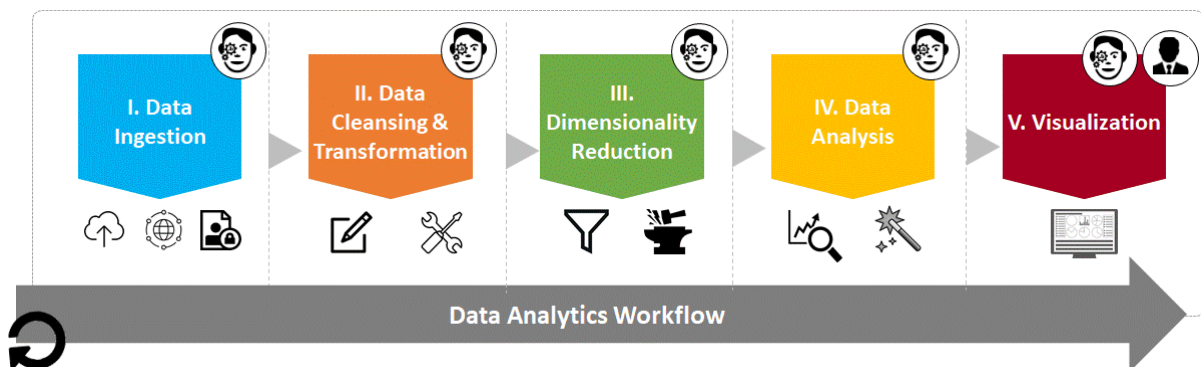 I. Data
Ingestion
II. Data
Cleansing &
Transformation
III.
Dimensionality
Reduction
IV. Data
Analysis
V. Visualization
Data Analytics Workflow